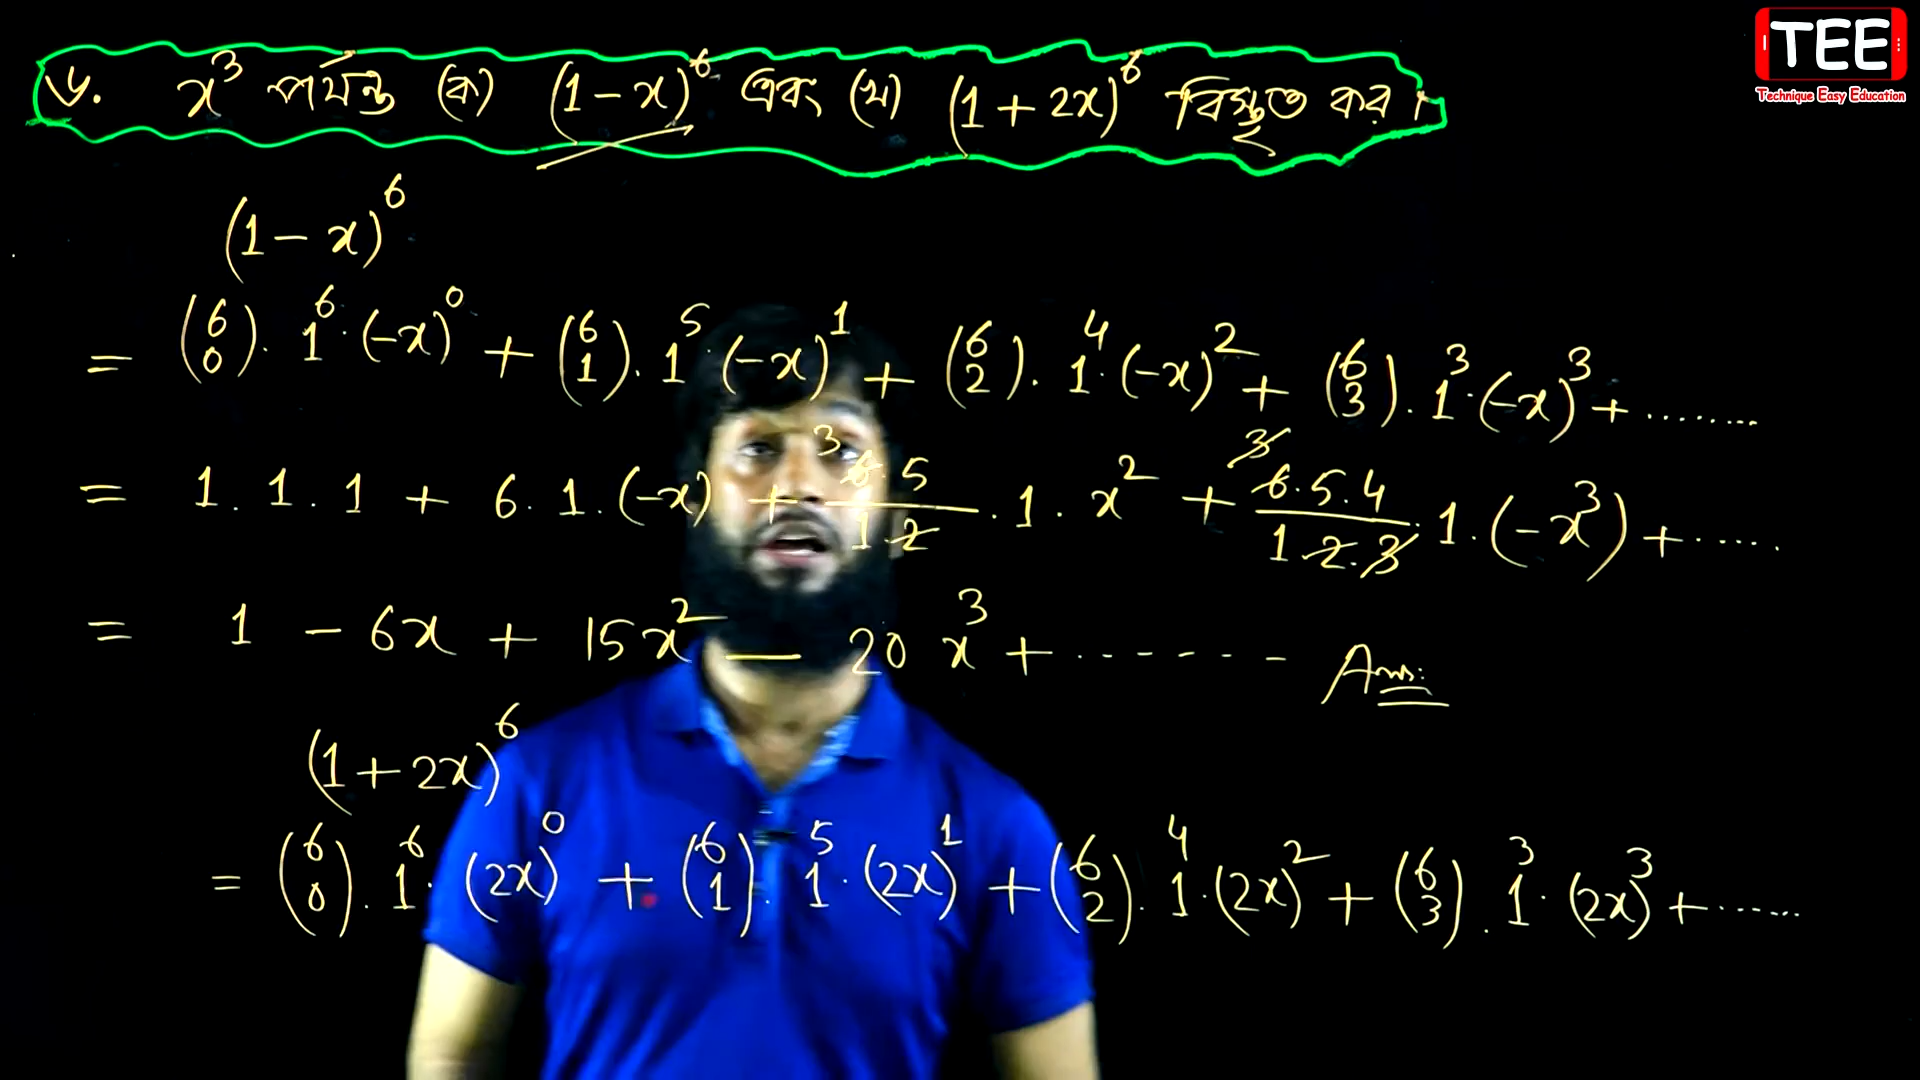 TEE
Technique Easy Education
৬. x³ পর্যন্ত (ক) (1 − x)⁶ এবং (খ) (1 + 2x)⁶ বিস্তৃত কর।
(1 − x)⁶
= (6 0) . 1⁶ . (−x)⁰ + (6 1) . 1⁵ . (−x)¹ + (6 2) . 1⁴ . (−x)² + (6 3) . 1³ . (−x)³ + ........
= 1 . 1 . 1 + 6 . 1 . (−x) + 3 6 . 5 / 1 . 2 . 1 . x² + 3 6 . 5 . 4 / 1 . 2 . 3 . 1 . (−x³) + ......
= 1 − 6x + 15x² − 20 x³ + ....... Ans:
(1 + 2x)⁶
= (6 0) . 1⁶ . (2x)⁰ + (6 1) . 1⁵ . (2x)¹ + (6 2) . 1⁴ . (2x)² + (6 3) . 1³ . (2x)³ + ......